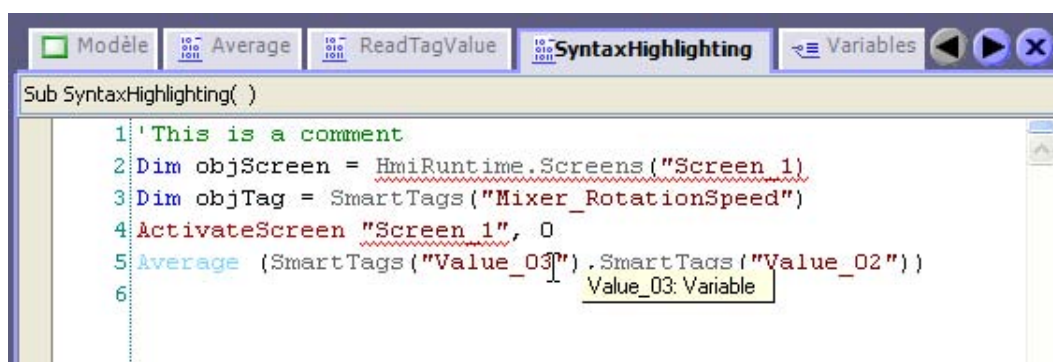 Modèle Average ReadTagValue SyntaxHighlighting Variables
Sub SyntaxHighlighting( )
1 'This is a comment
2 Dim objScreen = HmiRuntime.Screens("Screen_1)
3 Dim objTag = SmartTags("Mixer_RotationSpeed")
4 ActivateScreen "Screen_1", 0
5 Average (SmartTags("Value_03"),SmartTags("Value_02"))
Value_03: Variable
6